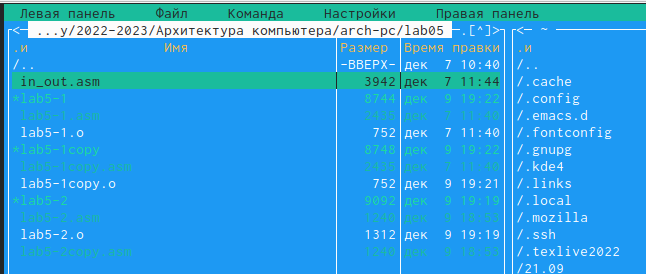 Левая панель Файл Команда Настройки Правая панель
<— ...y/2022-2023/Архитектура компьютера/arch-pc/lab05 —.[^]> <— ~
.и Имя Размер Время правки .и
/.. -ВВЕРХ- дек 7 10:40 /.cache
in_out.asm 3942 дек 7 11:44 /.config
*lab5-1 8744 дек 9 19:22 /.emacs.d
lab5-1.asm 2435 дек 7 11:40 /.fontconfig
lab5-1.o 752 дек 7 11:40 /.gnupg
*lab5-1copy 8748 дек 9 19:22 /.kde4
lab5-1copy.asm 2435 дек 7 11:40 /.links
lab5-1copy.o 752 дек 9 19:21 /.local
*lab5-2 9092 дек 9 19:19 /.mozilla
lab5-2.asm 1240 дек 9 18:53 /.ssh
lab5-2.o 1312 дек 9 19:19 /.texlive2022
lab5-2copy.asm 1240 дек 9 18:53 /21.09